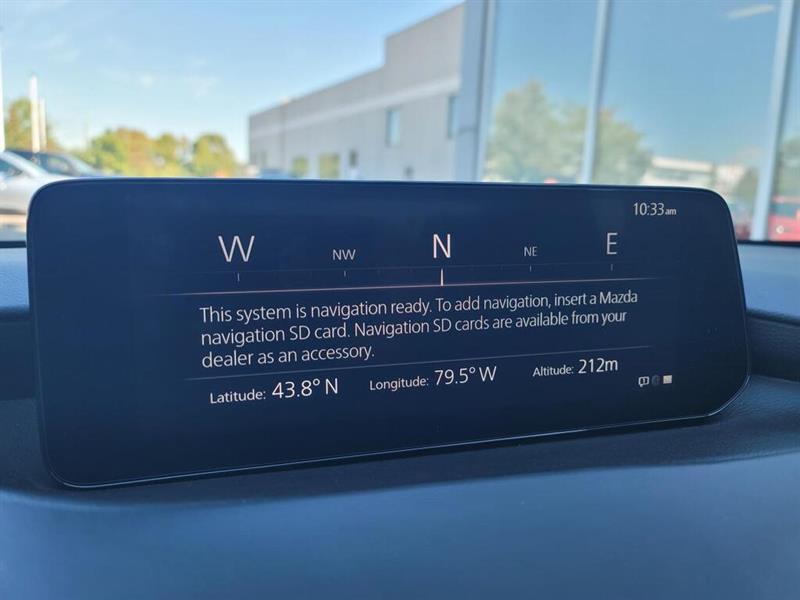 10:33am
W NW N NE E
This system is navigation ready. To add navigation, insert a Mazda
navigation SD card. Navigation SD cards are available from your
dealer as an accessory.
Latitude: 43.8° N Longitude: 79.5° W Altitude: 212m